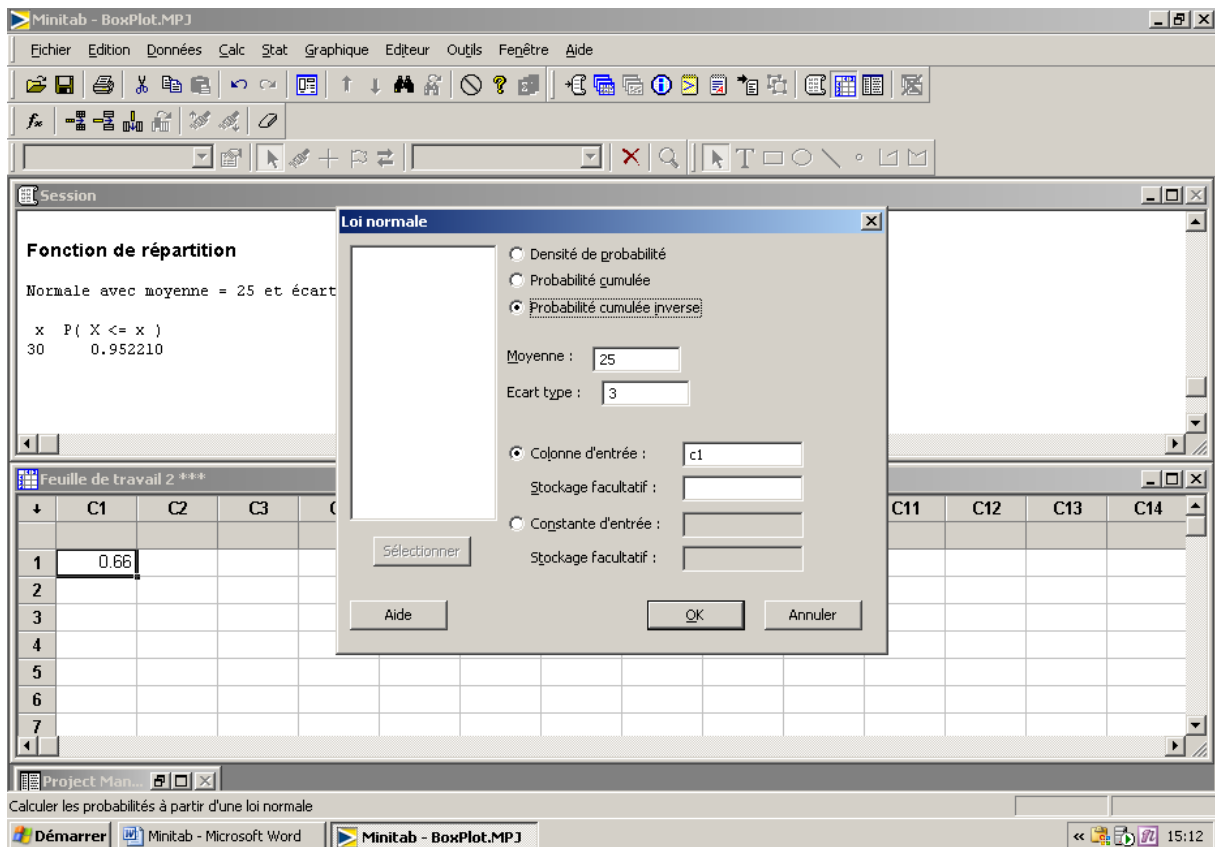 Minitab - BoxPlot.MPJ
Fichier Edition Données Calc Stat Graphique Editeur Outils Fenêtre Aide
Session
Fonction de répartition
Normale avec moyenne = 25 et écart
x P( X <= x )
30 0.952210
Loi normale
Densité de probabilité
Probabilité cumulée
Probabilité cumulée inverse
Moyenne : 25
Ecart type : 3
Colonne d'entrée : c1
Stockage facultatif :
Constante d'entrée :
Stockage facultatif :
Sélectionner
Aide OK Annuler
Feuille de travail 2 ***
C1 C2 C3 C11 C12 C13 C14
1 0.66
2
3
4
5
6
7
Project Man...
Calculer les probabilités à partir d'une loi normale
Démarrer Minitab - Microsoft Word Minitab - BoxPlot.MPJ « 15:12